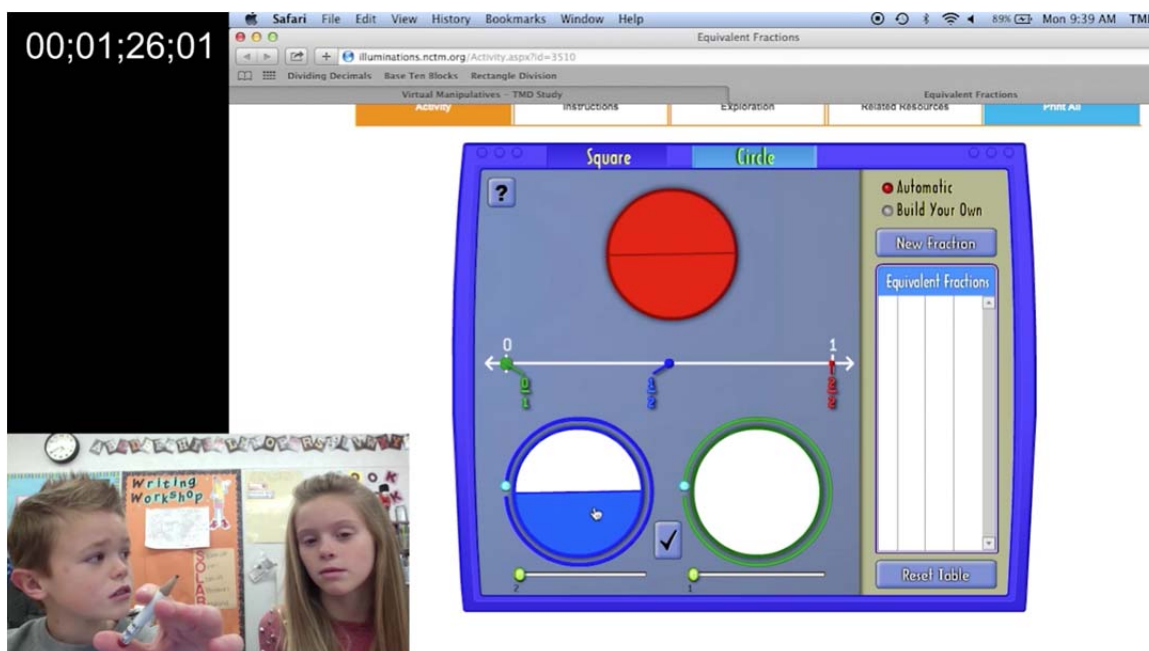 00;01;26;01
Safari File Edit View History Bookmarks Window Help 89% Mon 9:39 AM TMD
Equivalent Fractions
illuminations.nctm.org/Activity.aspx?id=3510
Dividing Decimals Base Ten Blocks Rectangle Division
Virtual Manipulatives - TMD Study Equivalent Fractions
Activity Instructions Exploration Related Resources Print All
Square Circle
?
Automatic
Build Your Own
New Fraction
Equivalent Fractions
0 1
0/1 1/2 2/2
2 1
Reset Table
Writing
Workshop